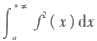 ∫ₐ⁺∞ f²(x)dx